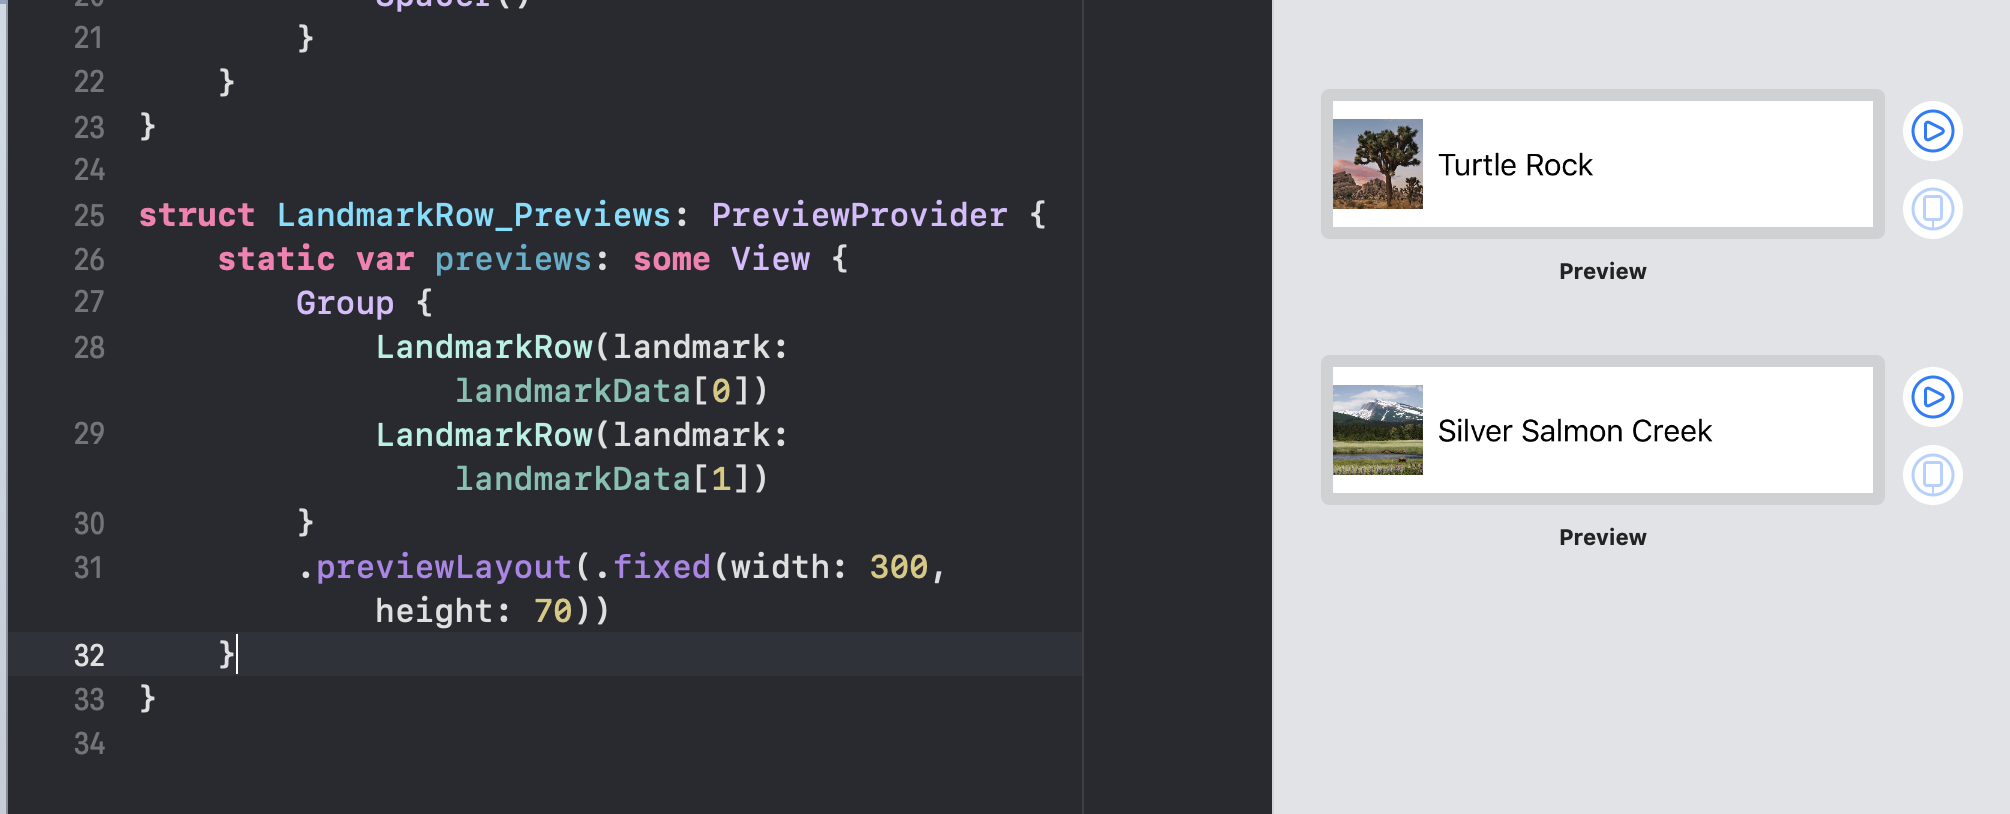 20 Spacer()
21 }
22 }
23 }
24
25 struct LandmarkRow_Previews: PreviewProvider {
26 static var previews: some View {
27 Group {
28 LandmarkRow(landmark:
landmarkData[0])
29 LandmarkRow(landmark:
landmarkData[1])
30 }
31 .previewLayout(.fixed(width: 300,
height: 70))
32 }
33 }
34
Turtle Rock
Preview
Silver Salmon Creek
Preview